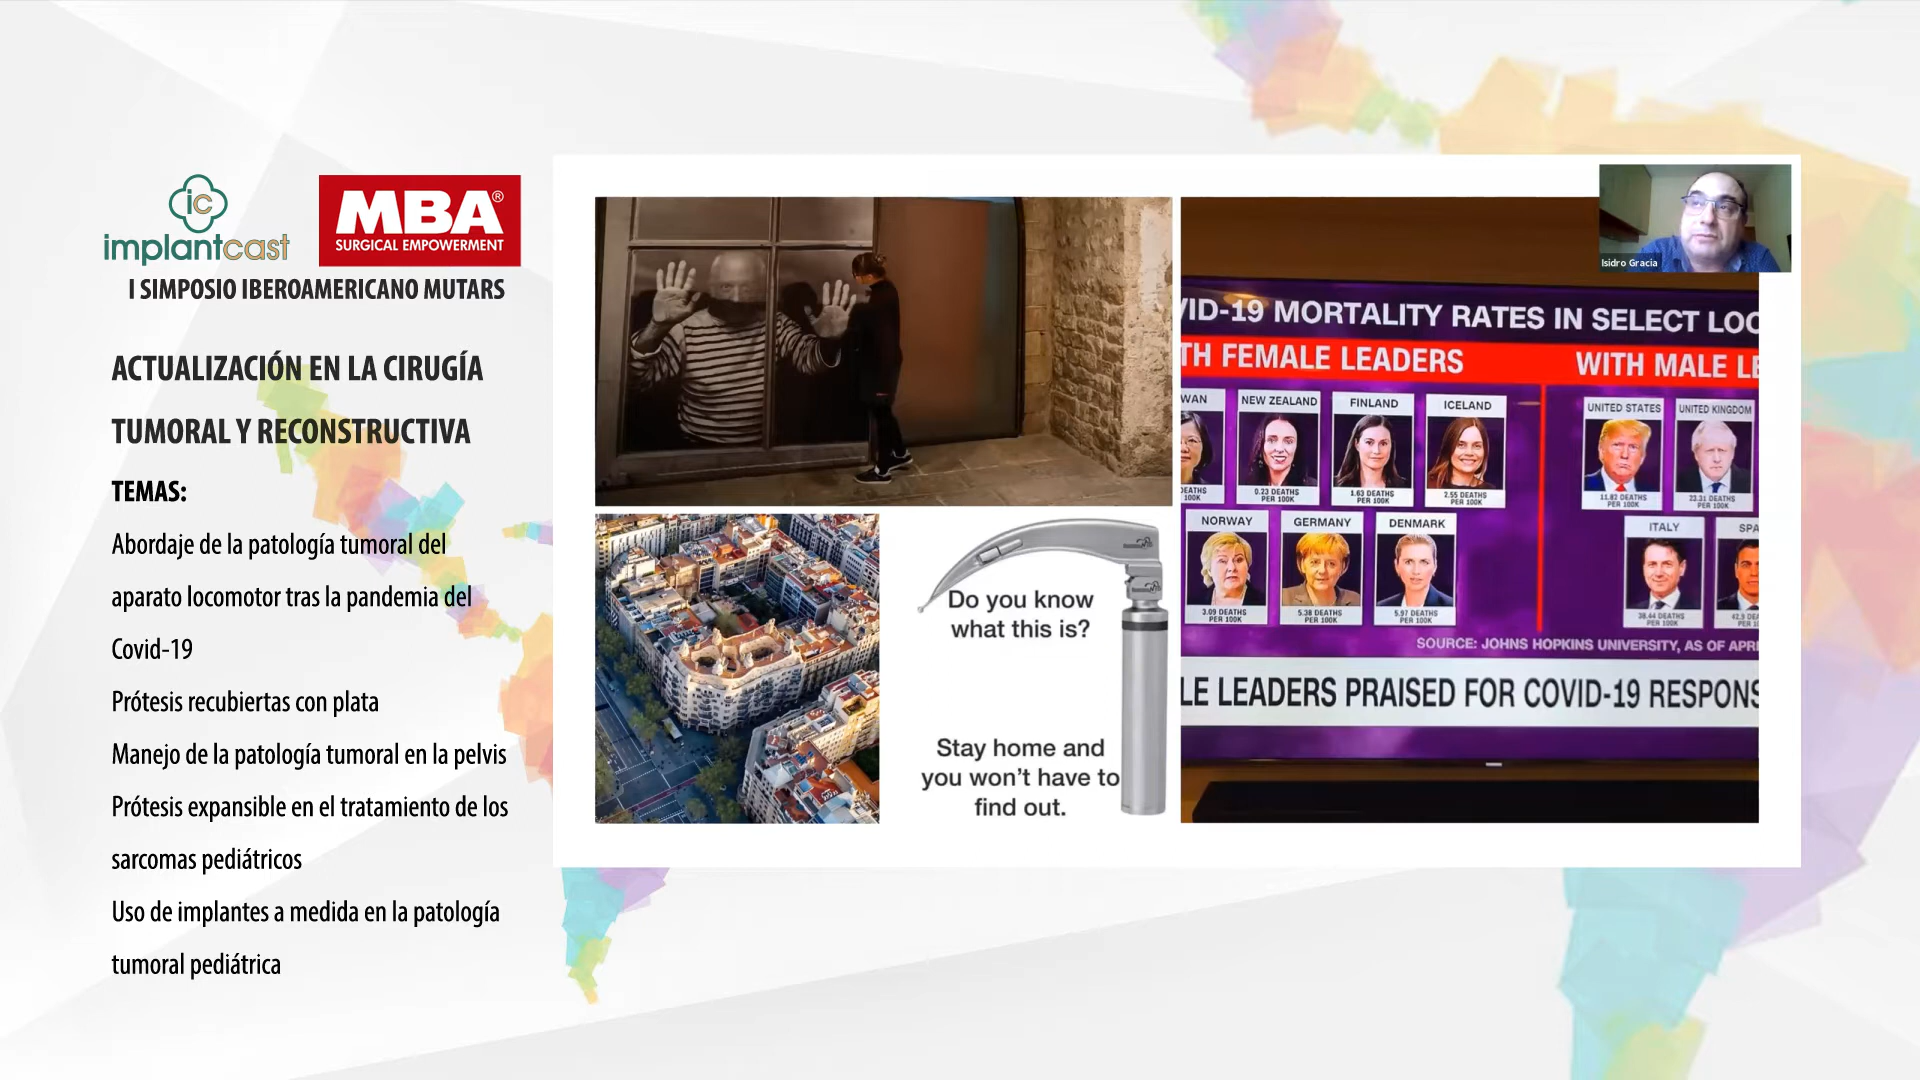 ic
implantcast
MBA®
SURGICAL EMPOWERMENT
I SIMPOSIO IBEROAMERICANO MUTARS
ACTUALIZACIÓN EN LA CIRUGÍA
TUMORAL Y RECONSTRUCTIVA
TEMAS:
Abordaje de la patología tumoral del
aparato locomotor tras la pandemia del
Covid-19
Prótesis recubiertas con plata
Manejo de la patología tumoral en la pelvis
Prótesis expansible en el tratamiento de los
sarcomas pediátricos
Uso de implantes a medida en la patología
tumoral pediátrica
Do you know
what this is?
Stay home and
you won't have to
find out.
Isidro Gracia
VID-19 MORTALITY RATES IN SELECT LOC
TH FEMALE LEADERS
WITH MALE LE
WAN
DEATHS
NEW ZEALAND
0.23 DEATHS
PER 100K
FINLAND
1.63 DEATHS
PER 100K
ICELAND
2.55 DEATHS
PER 100K
UNITED STATES
11.82 DEATHS
PER 100K
UNITED KINGDOM
23.31 DEATHS
PER 100K
NORWAY
3.09 DEATHS
PER 100K
GERMANY
5.38 DEATHS
PER 100K
DENMARK
5.97 DEATHS
PER 100K
ITALY
38.44 DEATHS
PER 100K
SPA
SOURCE: JOHNS HOPKINS UNIVERSITY, AS OF APRI
LE LEADERS PRAISED FOR COVID-19 RESPONS